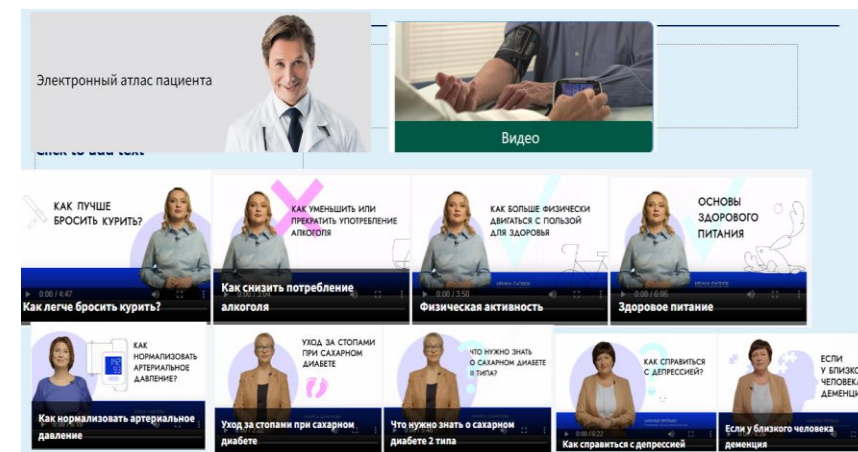 Электронный атлас пациента
Видео
Click to add text
КАК ЛУЧШЕ
БРОСИТЬ КУРИТЬ?
0:00 / 4:47
Как легче бросить курить?
КАК УМЕНЬШИТЬ ИЛИ
ПРЕКРАТИТЬ УПОТРЕБЛЕНИЕ
АЛКОГОЛЯ
Как снизить потребление
алкоголя
КАК БОЛЬШЕ ФИЗИЧЕСКИ
ДВИГАТЬСЯ С ПОЛЬЗОЙ
ДЛЯ ЗДОРОВЬЯ
0:00 / 3:50
Физическая активность
ОСНОВЫ
ЗДОРОВОГО
ПИТАНИЯ
0:00 / 6:06
Здоровое питание
КАК
НОРМАЛИЗОВАТЬ
АРТЕРИАЛЬНОЕ
ДАВЛЕНИЕ?
Как нормализовать артериальное
давление
УХОД ЗА СТОПАМИ
ПРИ САХАРНОМ
ДИАБЕТЕ
Уход за стопами при сахарном
диабете
ЧТО НУЖНО ЗНАТЬ
О САХАРНОМ ДИАБЕТЕ
II ТИПА?
Что нужно знать о сахарном
диабете 2 типа
КАК СПРАВИТЬСЯ
С ДЕПРЕССИЕЙ?
0:00 / 6:22
Как справиться с депрессией
ЕСЛИ
У БЛИЗКО
ЧЕЛОВЕКА
ДЕМЕНЦИ
Если у близкого человека
деменция